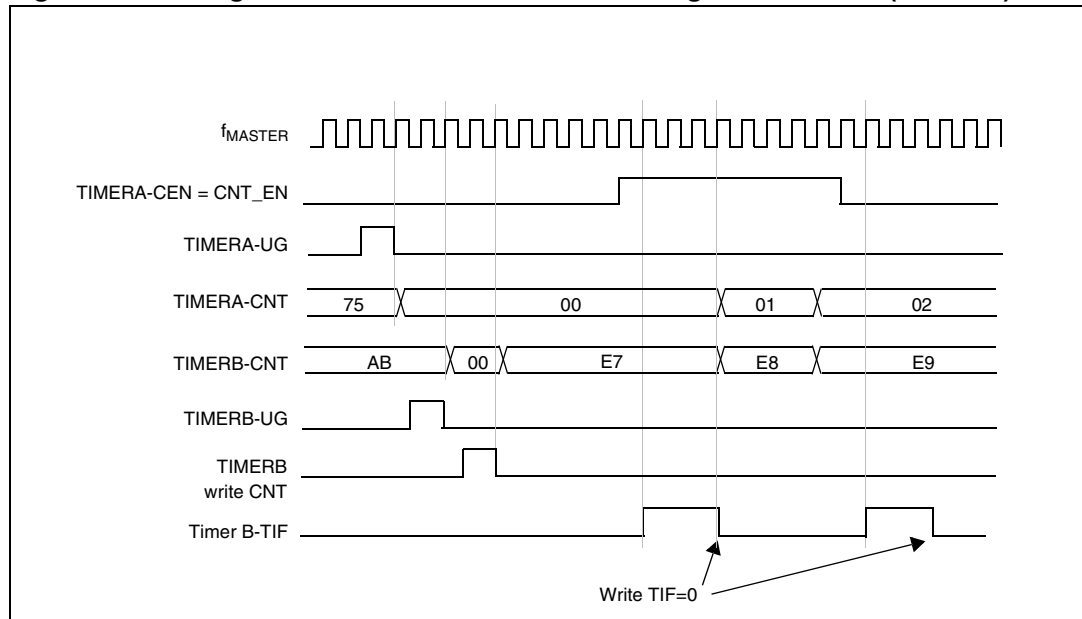 fMASTER
TIMERA-CEN = CNT_EN
TIMERA-UG
TIMERA-CNT 75 00 01 02
TIMERB-CNT AB 00 E7 E8 E9
TIMERB-UG
TIMERB
write CNT
Timer B-TIF
Write TIF=0